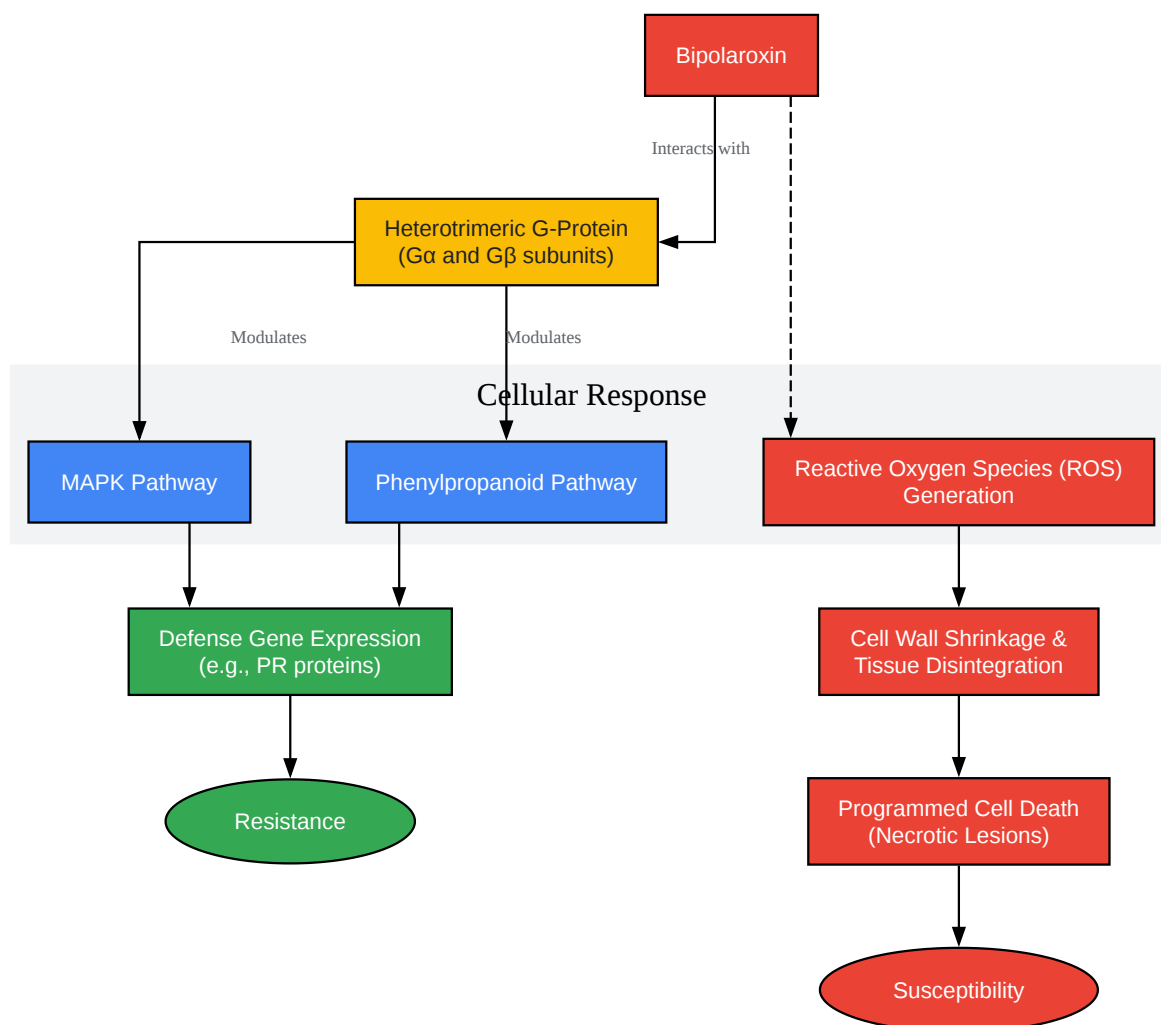 Bipolaroxin
Interacts with
Heterotrimeric G-Protein
(Gα and Gβ subunits)
Modulates
Modulates
Cellular Response
MAPK Pathway
Phenylpropanoid Pathway
Reactive Oxygen Species (ROS)
Generation
Defense Gene Expression
(e.g., PR proteins)
Cell Wall Shrinkage &
Tissue Disintegration
Resistance
Programmed Cell Death
(Necrotic Lesions)
Susceptibility